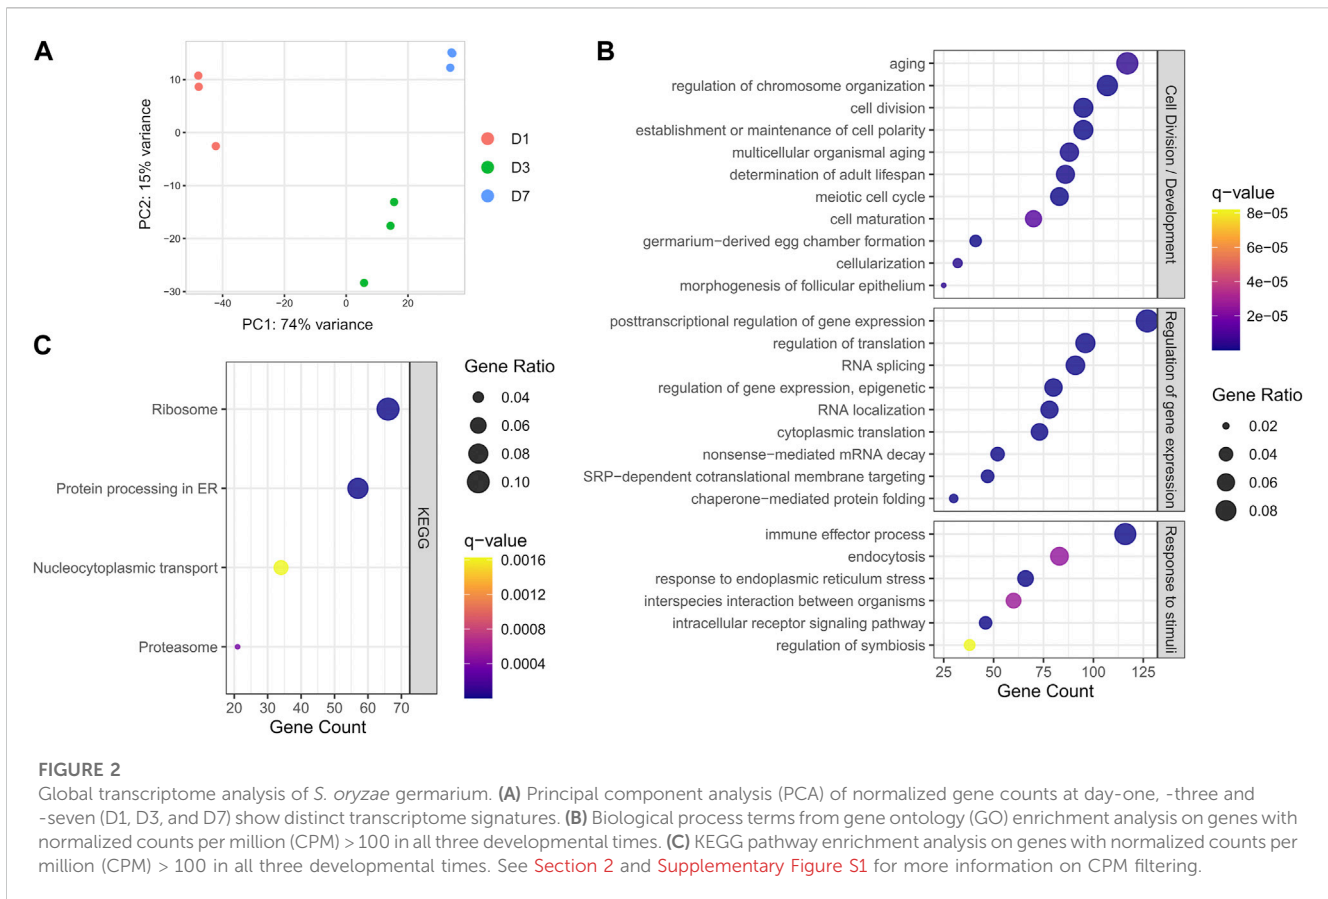 A
10
0
−10
−20
−30
−40
−20
0
20
PC2: 15% variance
PC1: 74% variance
D1
D3
D7
B
aging
regulation of chromosome organization
cell division
establishment or maintenance of cell polarity
multicellular organismal aging
determination of adult lifespan
meiotic cell cycle
cell maturation
germarium−derived egg chamber formation
cellularization
morphogenesis of follicular epithelium
Cell Division / Development
posttranscriptional regulation of gene expression
regulation of translation
RNA splicing
regulation of gene expression, epigenetic
RNA localization
cytoplasmic translation
nonsense−mediated mRNA decay
SRP−dependent cotranslational membrane targeting
chaperone−mediated protein folding
Regulation of gene expression
immune effector process
endocytosis
response to endoplasmic reticulum stress
interspecies interaction between organisms
intracellular receptor signaling pathway
regulation of symbiosis
Response to stimuli
25
50
75
100
125
Gene Count
q−value
8e−05
6e−05
4e−05
2e−05
Gene Ratio
0.02
0.04
0.06
0.08
C
Ribosome
Protein processing in ER
Nucleocytoplasmic transport
Proteasome
KEGG
20
30
40
50
60
70
Gene Count
Gene Ratio
0.04
0.06
0.08
0.10
q−value
0.0016
0.0012
0.0008
0.0004
FIGURE 2
Global transcriptome analysis of S. oryzae germarium. (A) Principal component analysis (PCA) of normalized gene counts at day-one, -three and
-seven (D1, D3, and D7) show distinct transcriptome signatures. (B) Biological process terms from gene ontology (GO) enrichment analysis on genes with
normalized counts per million (CPM) > 100 in all three developmental times. (C) KEGG pathway enrichment analysis on genes with normalized counts per
million (CPM) > 100 in all three developmental times. See Section 2 and Supplementary Figure S1 for more information on CPM filtering.